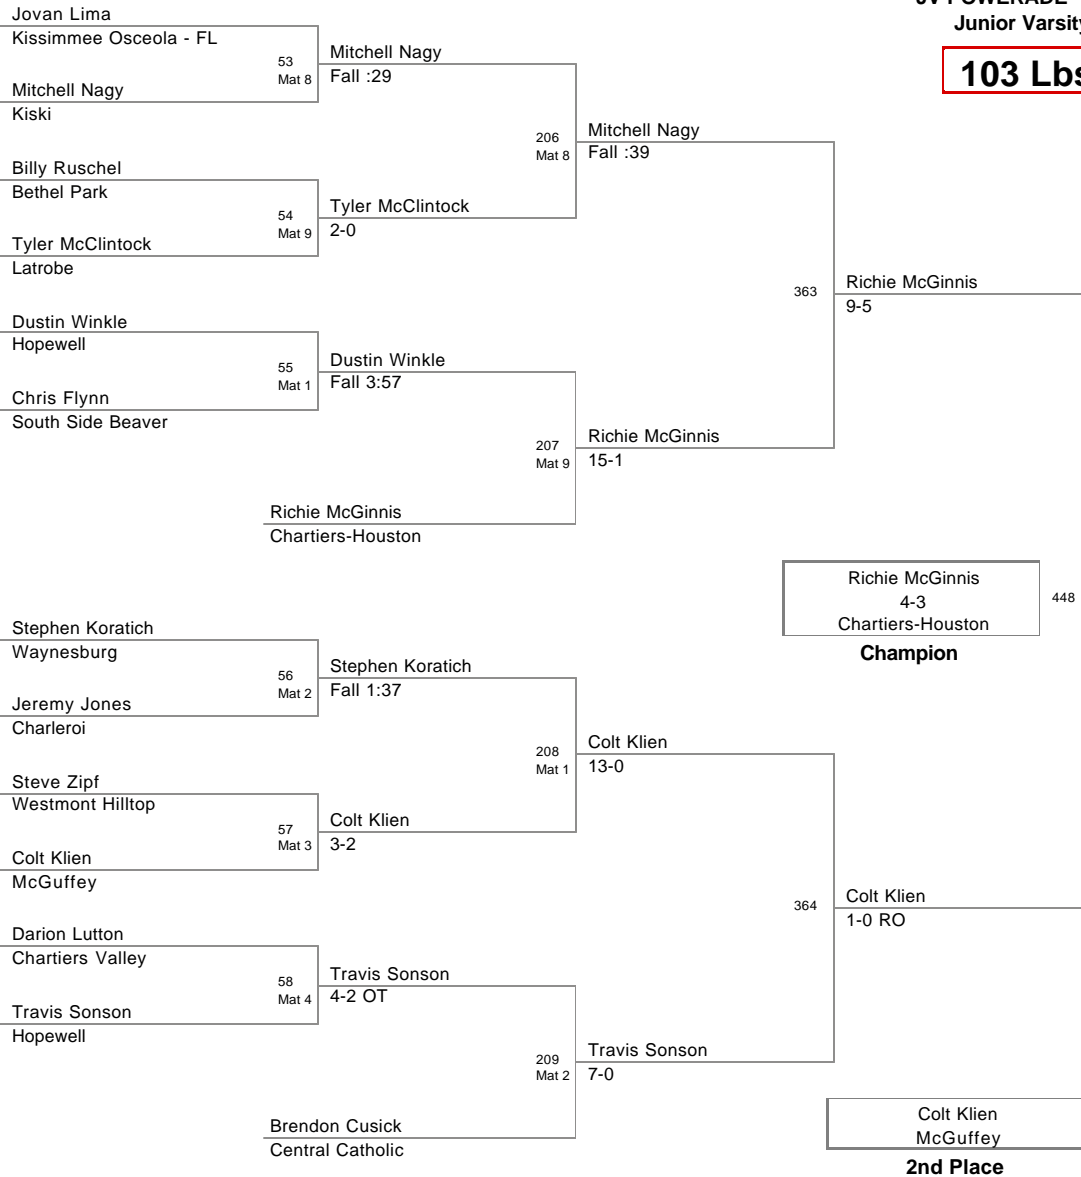 JV POWERADE
Junior Varsity
103 Lbs
Jovan Lima
Kissimmee Osceola - FL
53
Mat 8
Mitchell Nagy
Fall :29
Mitchell Nagy
Kiski
206
Mat 8
Mitchell Nagy
Fall :39
Billy Ruschel
Bethel Park
54
Mat 9
Tyler McClintock
2-0
Tyler McClintock
Latrobe
363
Richie McGinnis
9-5
Dustin Winkle
Hopewell
55
Mat 1
Dustin Winkle
Fall 3:57
Chris Flynn
South Side Beaver
207
Mat 9
Richie McGinnis
15-1
Richie McGinnis
Chartiers-Houston
Richie McGinnis
4-3
Chartiers-Houston
448
Champion
Stephen Koratich
Waynesburg
56
Mat 2
Stephen Koratich
Fall 1:37
Jeremy Jones
Charleroi
208
Mat 1
Colt Klien
13-0
Steve Zipf
Westmont Hilltop
57
Mat 3
Colt Klien
3-2
Colt Klien
McGuffey
364
Colt Klien
1-0 RO
Darion Lutton
Chartiers Valley
58
Mat 4
Travis Sonson
4-2 OT
Travis Sonson
Hopewell
209
Mat 2
Travis Sonson
7-0
Brendon Cusick
Central Catholic
Colt Klien
McGuffey
2nd Place